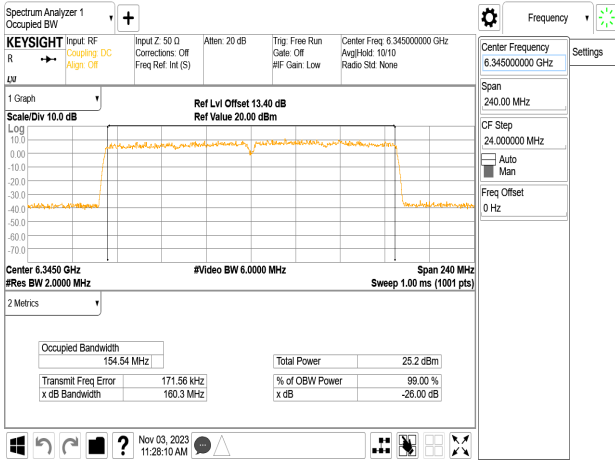 Spectrum Analyzer 1
Occupied BW
Frequency
KEYSIGHT
R
LXI
Input: RF
Coupling: DC
Align: Off
Input Z: 50 Ω
Corrections: Off
Freq Ref: Int (S)
Atten: 20 dB
Trig: Free Run
Gate: Off
#IF Gain: Low
Center Freq: 6.345000000 GHz
Avg|Hold: 10/10
Radio Std: None
Center Frequency
6.345000000 GHz
Settings
Span
240.00 MHz
CF Step
24.000000 MHz
Auto
Man
Freq Offset
0 Hz
1 Graph
Scale/Div 10.0 dB
Ref Lvl Offset 13.40 dB
Ref Value 20.00 dBm
Log
10.0
0.00
-10.0
-20.0
-30.0
-40.0
-50.0
-60.0
-70.0
Center 6.3450 GHz
#Video BW 6.0000 MHz
Span 240 MHz
#Res BW 2.0000 MHz
Sweep 1.00 ms (1001 pts)
2 Metrics
Occupied Bandwidth
154.54 MHz
Total Power 25.2 dBm
Transmit Freq Error 171.56 kHz
% of OBW Power 99.00 %
x dB Bandwidth 160.3 MHz
x dB -26.00 dB
Nov 03, 2023
11:28:10 AM